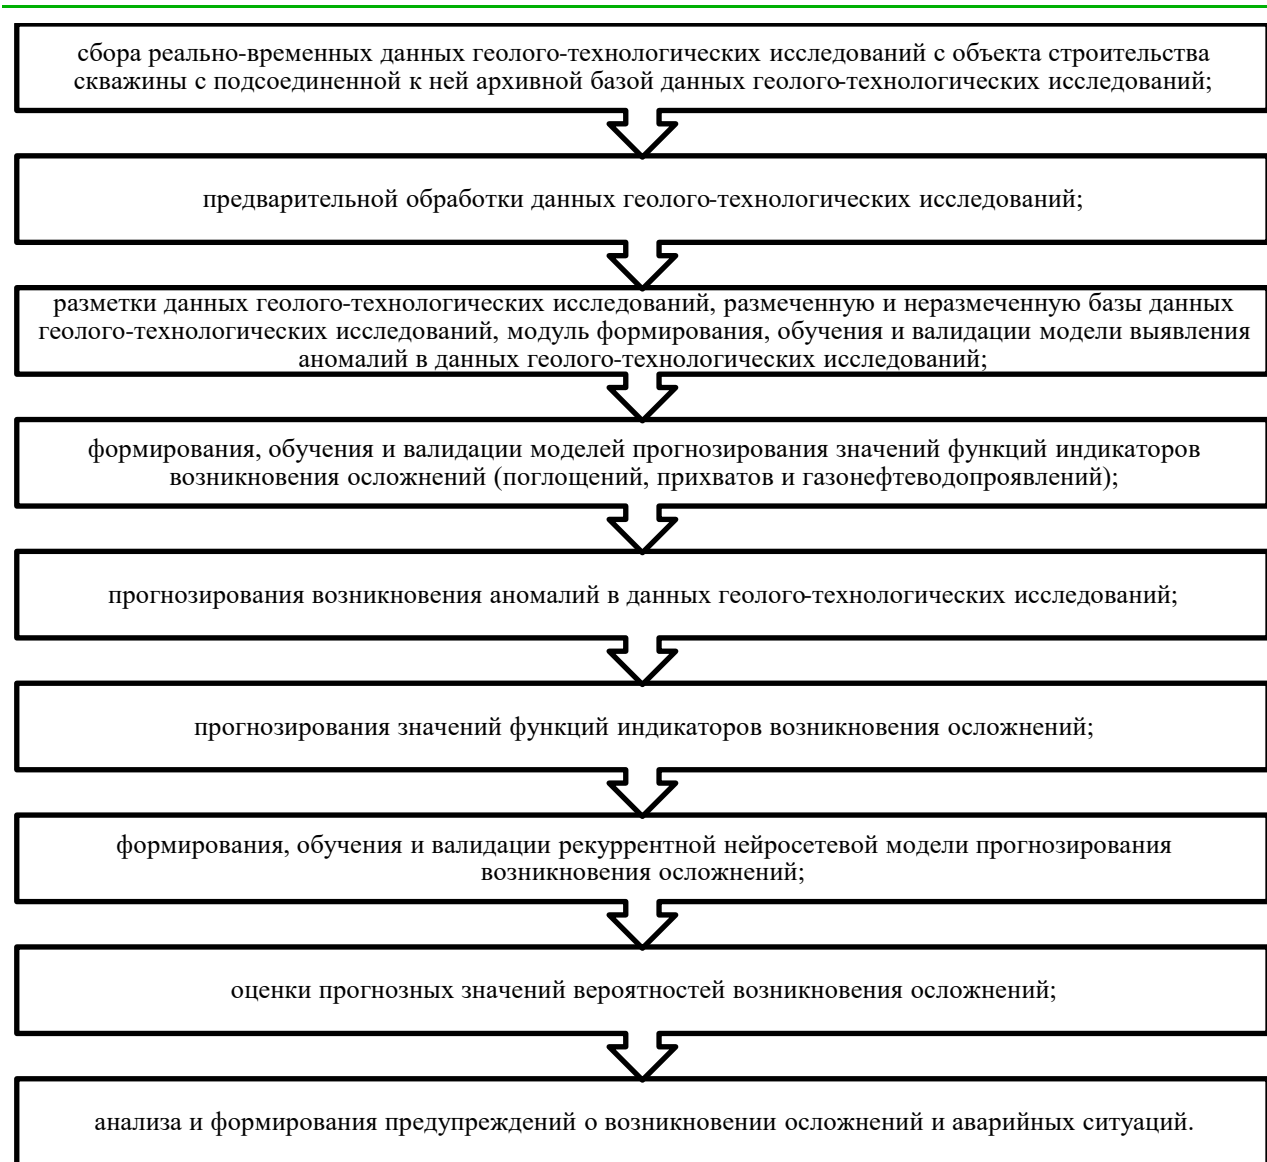 сбора реально-временных данных геолого-технологических исследований с объекта строительства
скважины с подсоединенной к ней архивной базой данных геолого-технологических исследований;
предварительной обработки данных геолого-технологических исследований;
разметки данных геолого-технологических исследований, размеченную и неразмеченную базы данных
геолого-технологических исследований, модуль формирования, обучения и валидации модели выявления
аномалий в данных геолого-технологических исследований;
формирования, обучения и валидации моделей прогнозирования значений функций индикаторов
возникновения осложнений (поглощений, прихватов и газонефтеводопроявлений);
прогнозирования возникновения аномалий в данных геолого-технологических исследований;
прогнозирования значений функций индикаторов возникновения осложнений;
формирования, обучения и валидации рекуррентной нейросетевой модели прогнозирования
возникновения осложнений;
оценки прогнозных значений вероятностей возникновения осложнений;
анализа и формирования предупреждений о возникновении осложнений и аварийных ситуаций.